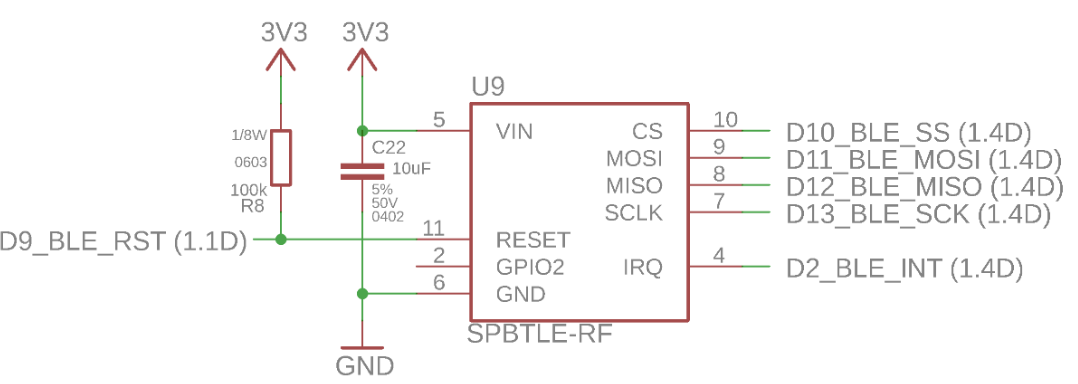 3V3
3V3
U9
5
VIN
CS
10
D10_BLE_SS (1.4D)
1/8W
0603
100k
R8
C22
10uF
5%
50V
0402
MOSI
9
D11_BLE_MOSI (1.4D)
MISO
8
D12_BLE_MISO (1.4D)
SCLK
7
D13_BLE_SCK (1.4D)
D9_BLE_RST (1.1D)
11
RESET
2
GPIO2
IRQ
4
D2_BLE_INT (1.4D)
6
GND
SPBTLE-RF
GND